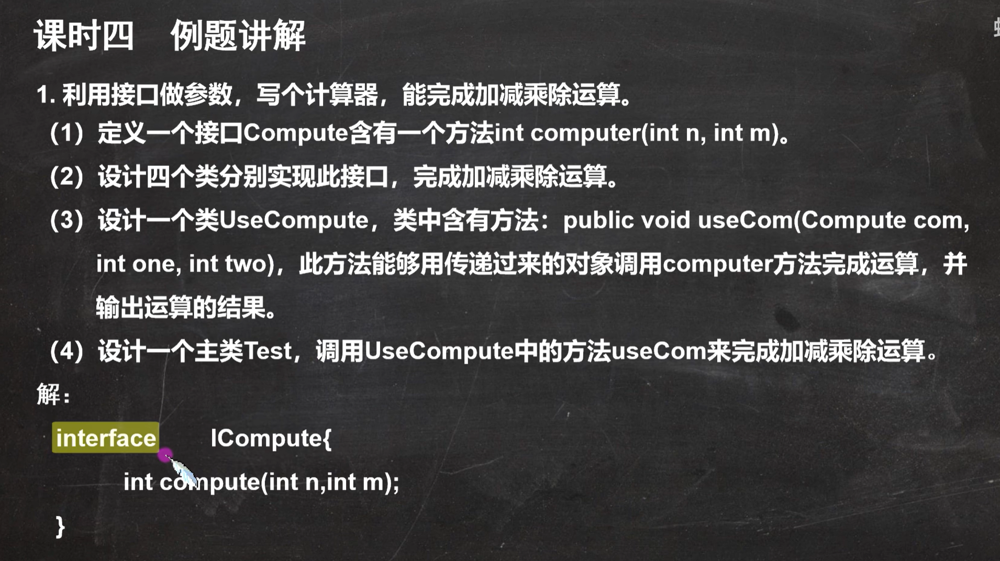 课时四 例题讲解
1. 利用接口做参数，写个计算器，能完成加减乘除运算。
（1）定义一个接口Compute含有一个方法int computer(int n, int m)。
（2）设计四个类分别实现此接口，完成加减乘除运算。
（3）设计一个类UseCompute，类中含有方法：public void useCom(Compute com,
int one, int two)，此方法能够用传递过来的对象调用computer方法完成运算，并
输出运算的结果。
（4）设计一个主类Test，调用UseCompute中的方法useCom来完成加减乘除运算。
解：
interface ICompute{
int compute(int n,int m);
}